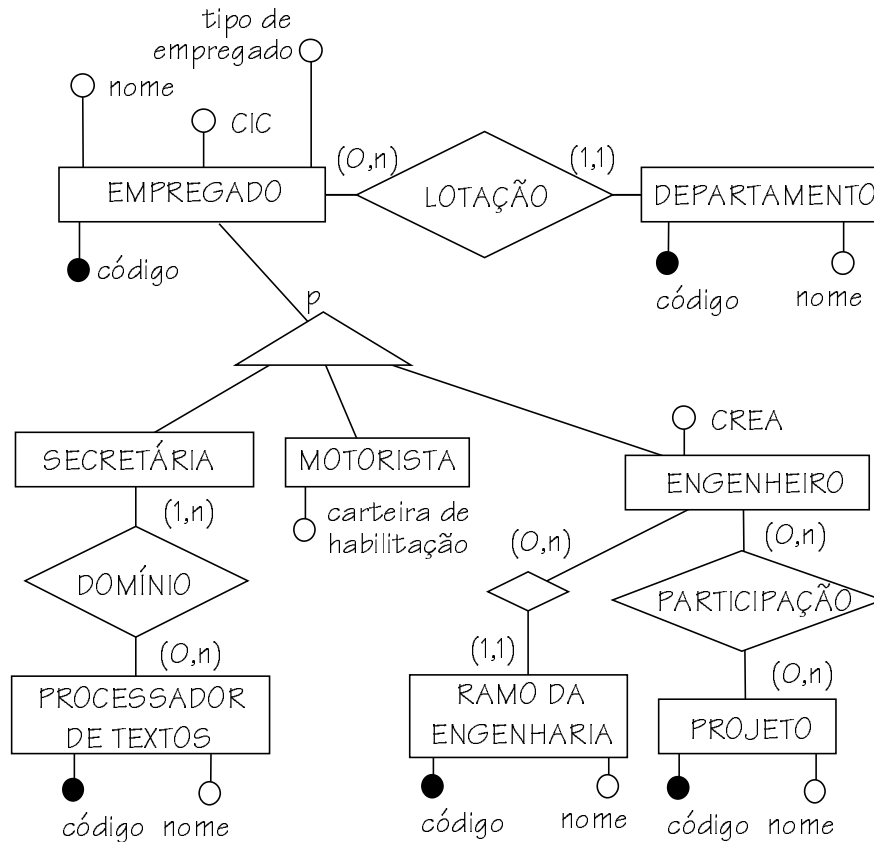 tipo de
empregado
nome
CIC
(0,n)
(1,1)
EMPREGADO
LOTAÇÃO
DEPARTAMENTO
código
código
nome
p
CREA
SECRETÁRIA
MOTORISTA
ENGENHEIRO
(1,n)
carteira de
habilitação
(0,n)
(0,n)
DOMÍNIO
PARTICIPAÇÃO
(0,n)
(1,1)
(0,n)
PROCESSADOR
DE TEXTOS
RAMO DA
ENGENHARIA
PROJETO
código
nome
código
nome
código
nome